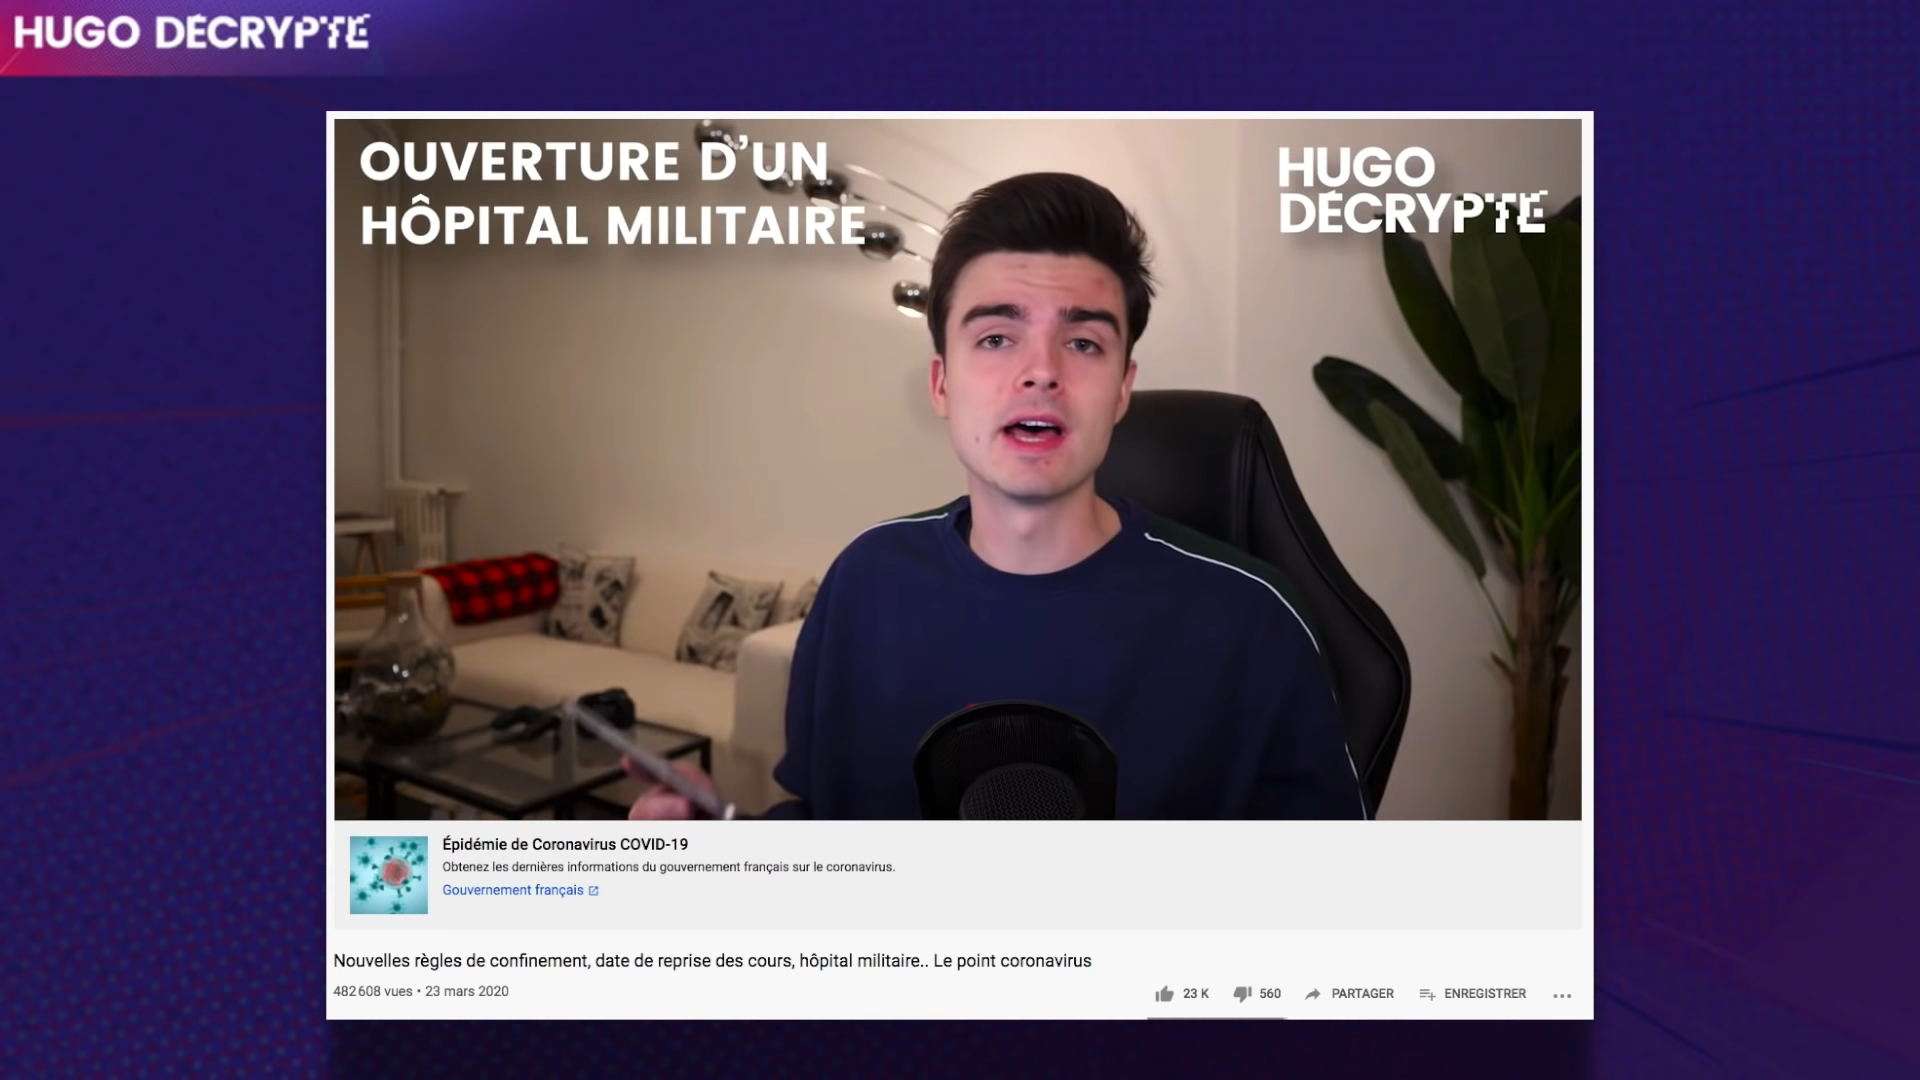 HUGO DÉCRYPTE
OUVERTURE D'UN
HÔPITAL MILITAIRE
HUGO
DÉCRYPTE
Épidémie de Coronavirus COVID-19
Obtenez les dernières informations du gouvernement français sur le coronavirus.
Gouvernement français
Nouvelles règles de confinement, date de reprise des cours, hôpital militaire.. Le point coronavirus
482 608 vues • 23 mars 2020
23 K
560
PARTAGER
ENREGISTRER